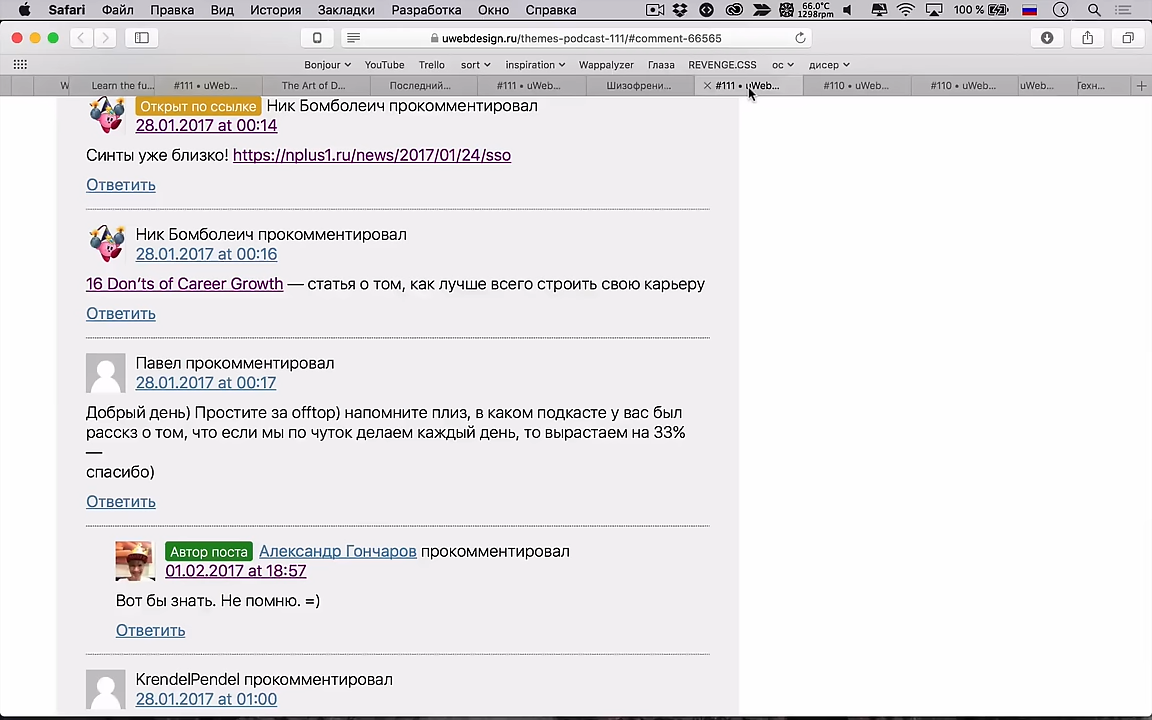 Safari Файл Правка Вид История Закладки Разработка Окно Справка 66.0°C 1298rpm 100 %
uwebdesign.ru/themes-podcast-111/#comment-66565
Bonjour YouTube Trello sort inspiration Wappalyzer Глаза REVENGE.CSS ос дисер
W Learn the fu... #111 • uWeb... The Art of D... Последний... #111 • uWeb... Шизофрени... #111 • uWeb... #110 • uWeb... #110 • uWeb... uWeb... Техн...
Открыт по ссылке Ник Бомболеич прокомментировал
28.01.2017 at 00:14
Синты уже близко! https://nplus1.ru/news/2017/01/24/sso
Ответить
Ник Бомболеич прокомментировал
28.01.2017 at 00:16
16 Don'ts of Career Growth — статья о том, как лучше всего строить свою карьеру
Ответить
Павел прокомментировал
28.01.2017 at 00:17
Добрый день) Простите за offtop) напомните плиз, в каком подкасте у вас был
расскз о том, что если мы по чуток делаем каждый день, то вырастаем на 33%
—
спасибо)
Ответить
Автор поста Александр Гончаров прокомментировал
01.02.2017 at 18:57
Вот бы знать. Не помню. =)
Ответить
KrendelPendel прокомментировал
28.01.2017 at 01:00